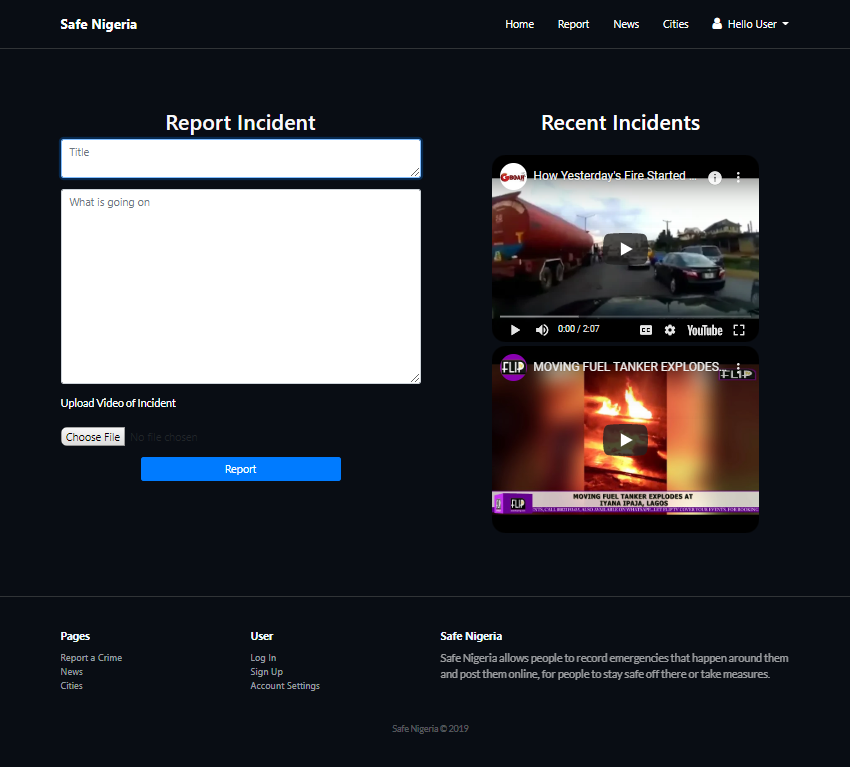 Safe Nigeria
Home
Report
News
Cities
Hello User
Report Incident
Title
What is going on
Upload Video of Incident
Choose File No file chosen
Report
Recent Incidents
How Yesterday's Fire Started ...
0:00 / 2:07
CC
YouTube
FLIP
MOVING FUEL TANKER EXPLODES...
FLIP
MOVING FUEL TANKER EXPLODES AT
IYANA IPAJA, LAGOS
FLIP
Pages
Report a Crime
News
Cities
User
Log In
Sign Up
Account Settings
Safe Nigeria
Safe Nigeria allows people to record emergencies that happen around them
and post them online, for people to stay safe off there or take measures.
Safe Nigeria © 2019